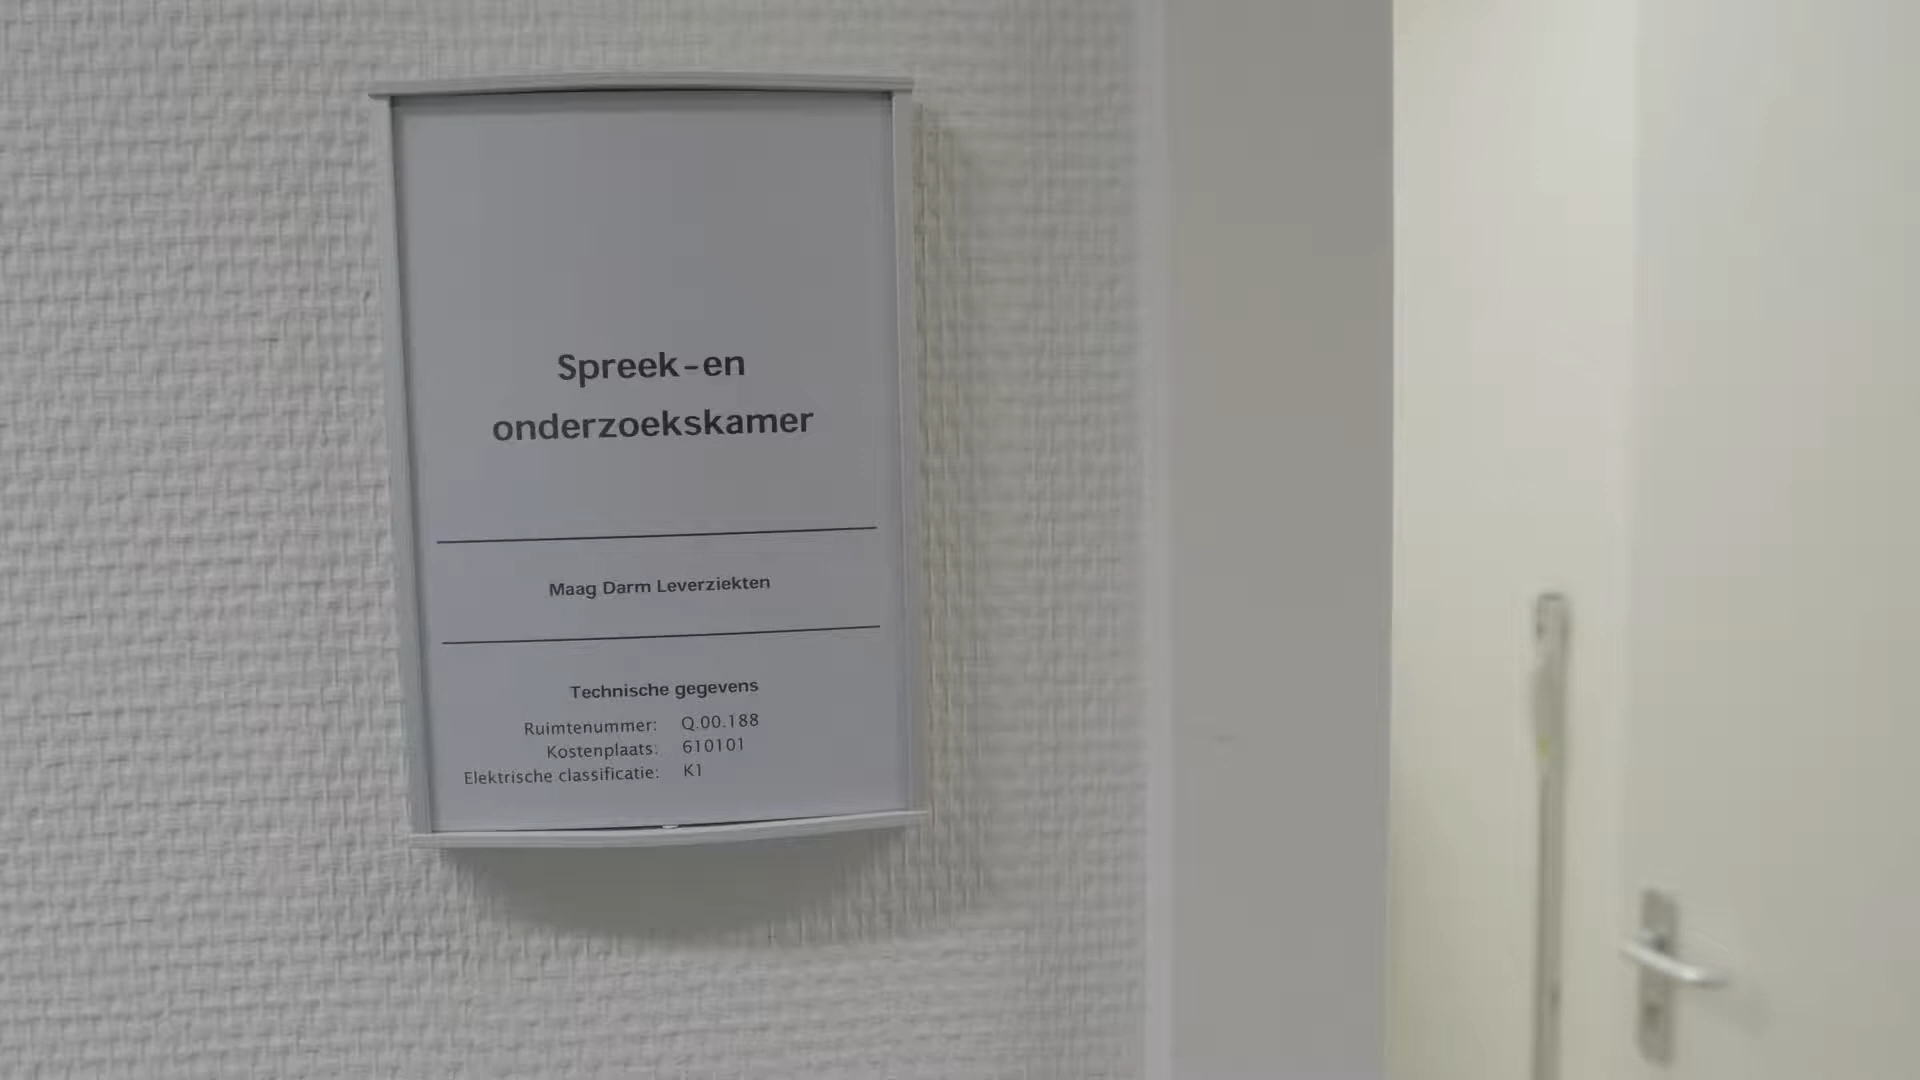 Spreek-en
onderzoekskamer
Maag Darm Leverziekten
Technische gegevens
Ruimtenummer: Q.00.188
Kostenplaats: 610101
Elektrische classificatie: K1